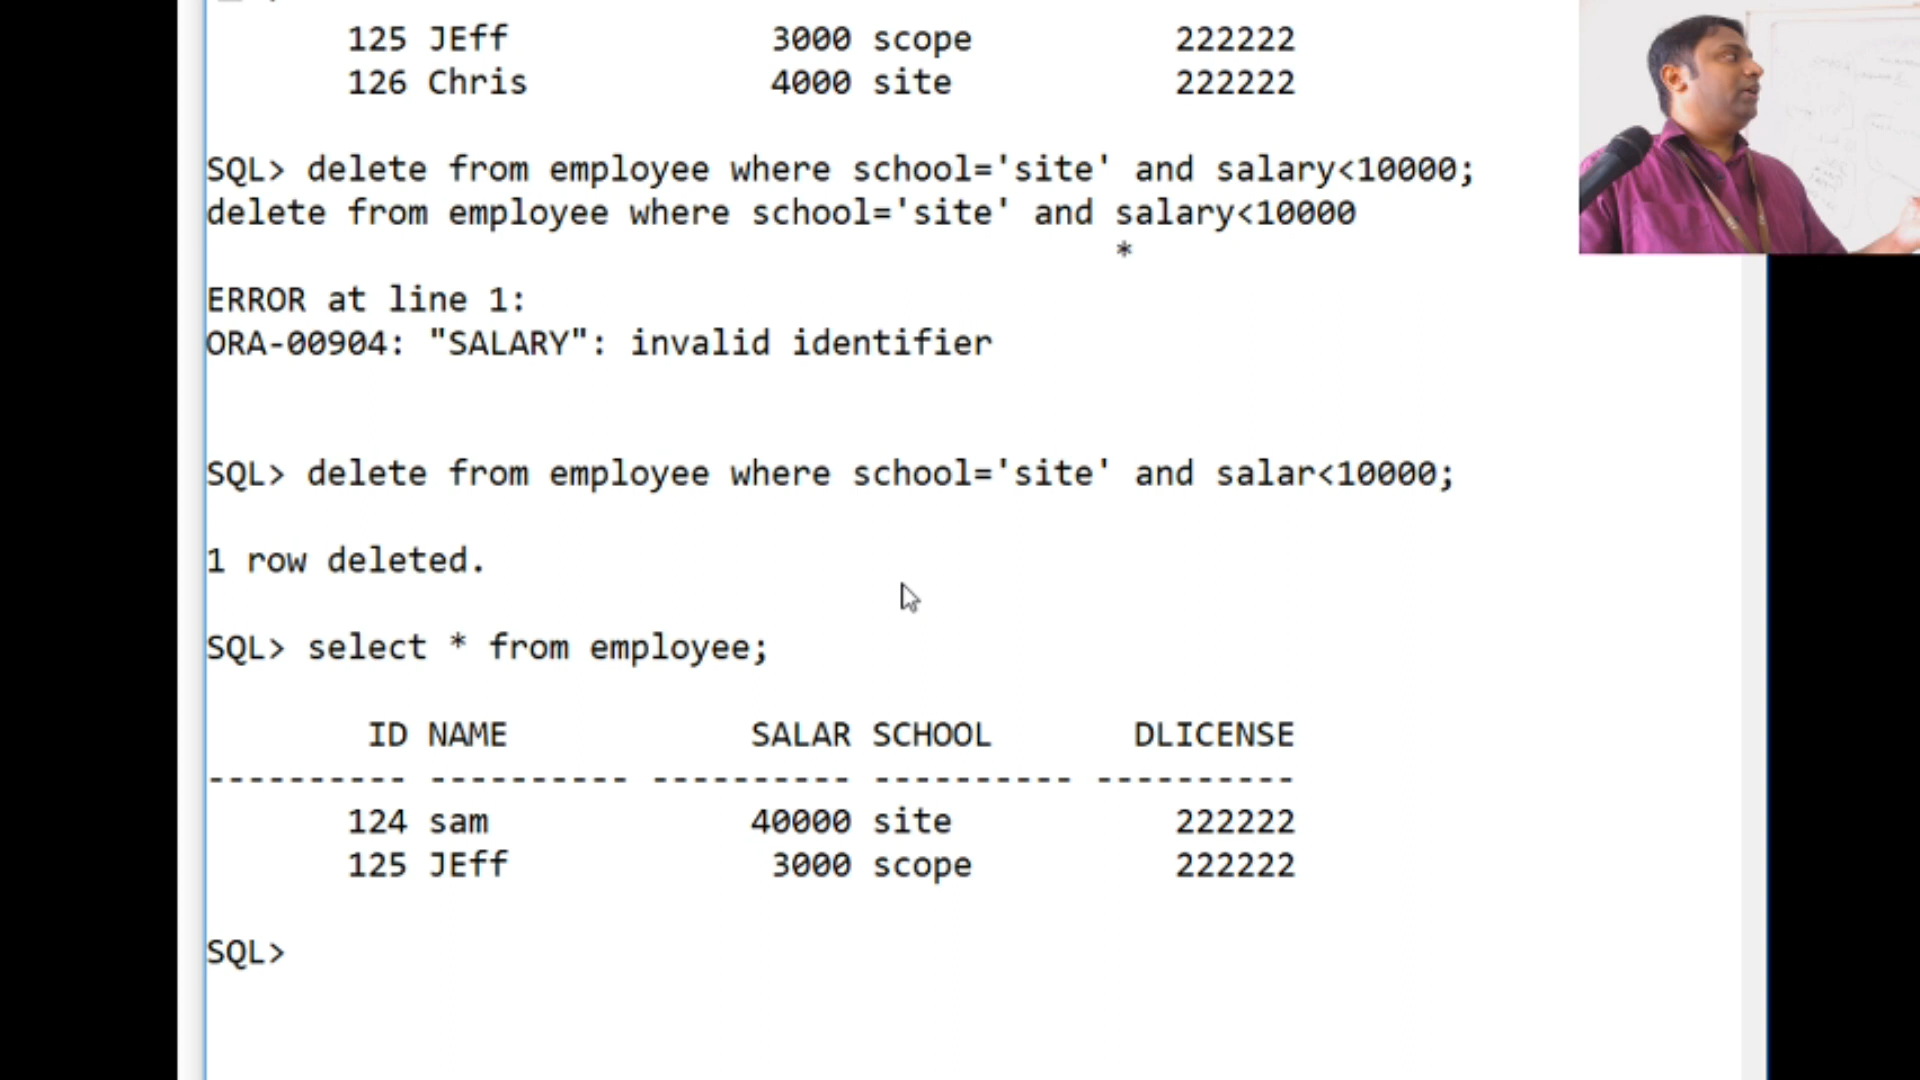 125 JEff 3000 scope 222222
126 Chris 4000 site 222222
SQL> delete from employee where school='site' and salary<10000;
delete from employee where school='site' and salary<10000
*
ERROR at line 1:
ORA-00904: "SALARY": invalid identifier
SQL> delete from employee where school='site' and salar<10000;
1 row deleted.
SQL> select * from employee;
ID NAME SALAR SCHOOL DLICENSE
---------- ---------- ---------- ---------- ----------
124 sam 40000 site 222222
125 JEff 3000 scope 222222
SQL>